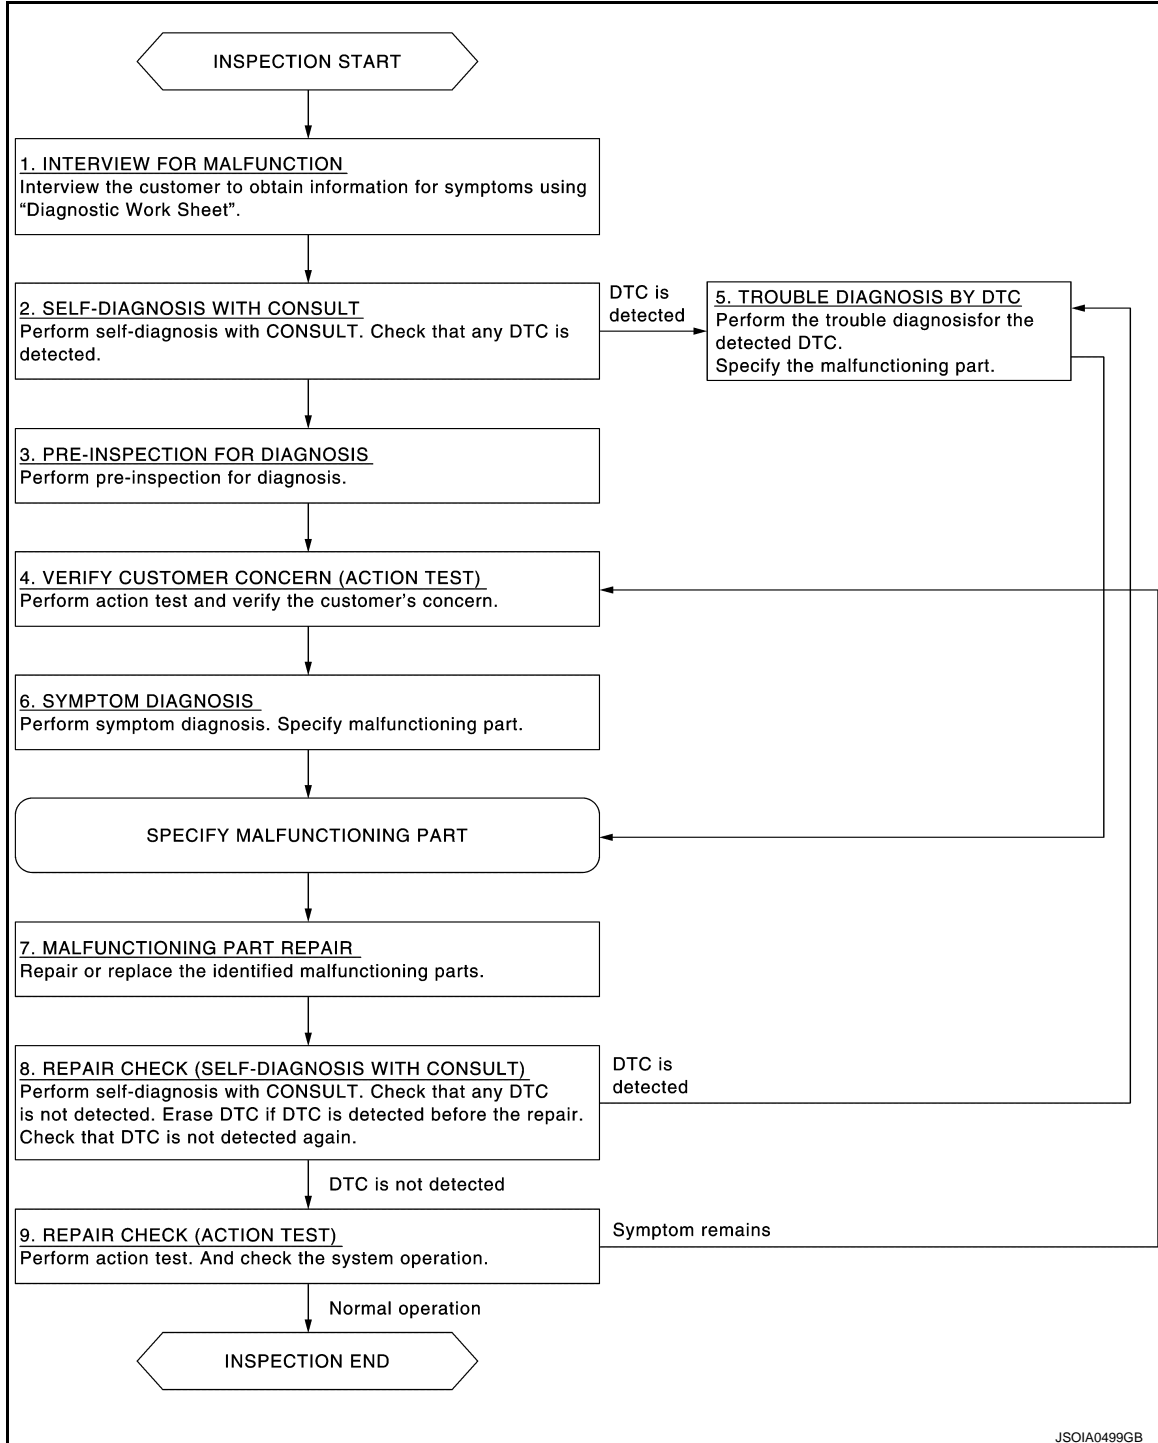 INSPECTION START
1. INTERVIEW FOR MALFUNCTION
Interview the customer to obtain information for symptoms using
“Diagnostic Work Sheet”.
2. SELF-DIAGNOSIS WITH CONSULT
Perform self-diagnosis with CONSULT. Check that any DTC is
detected.
DTC is
detected
5. TROUBLE DIAGNOSIS BY DTC
Perform the trouble diagnosisfor the
detected DTC.
Specify the malfunctioning part.
3. PRE-INSPECTION FOR DIAGNOSIS
Perform pre-inspection for diagnosis.
4. VERIFY CUSTOMER CONCERN (ACTION TEST)
Perform action test and verify the customer’s concern.
6. SYMPTOM DIAGNOSIS
Perform symptom diagnosis. Specify malfunctioning part.
SPECIFY MALFUNCTIONING PART
7. MALFUNCTIONING PART REPAIR
Repair or replace the identified malfunctioning parts.
8. REPAIR CHECK (SELF-DIAGNOSIS WITH CONSULT)
Perform self-diagnosis with CONSULT. Check that any DTC
is not detected. Erase DTC if DTC is detected before the repair.
Check that DTC is not detected again.
DTC is
detected
DTC is not detected
9. REPAIR CHECK (ACTION TEST)
Perform action test. And check the system operation.
Symptom remains
Normal operation
INSPECTION END
JSOIA0499GB